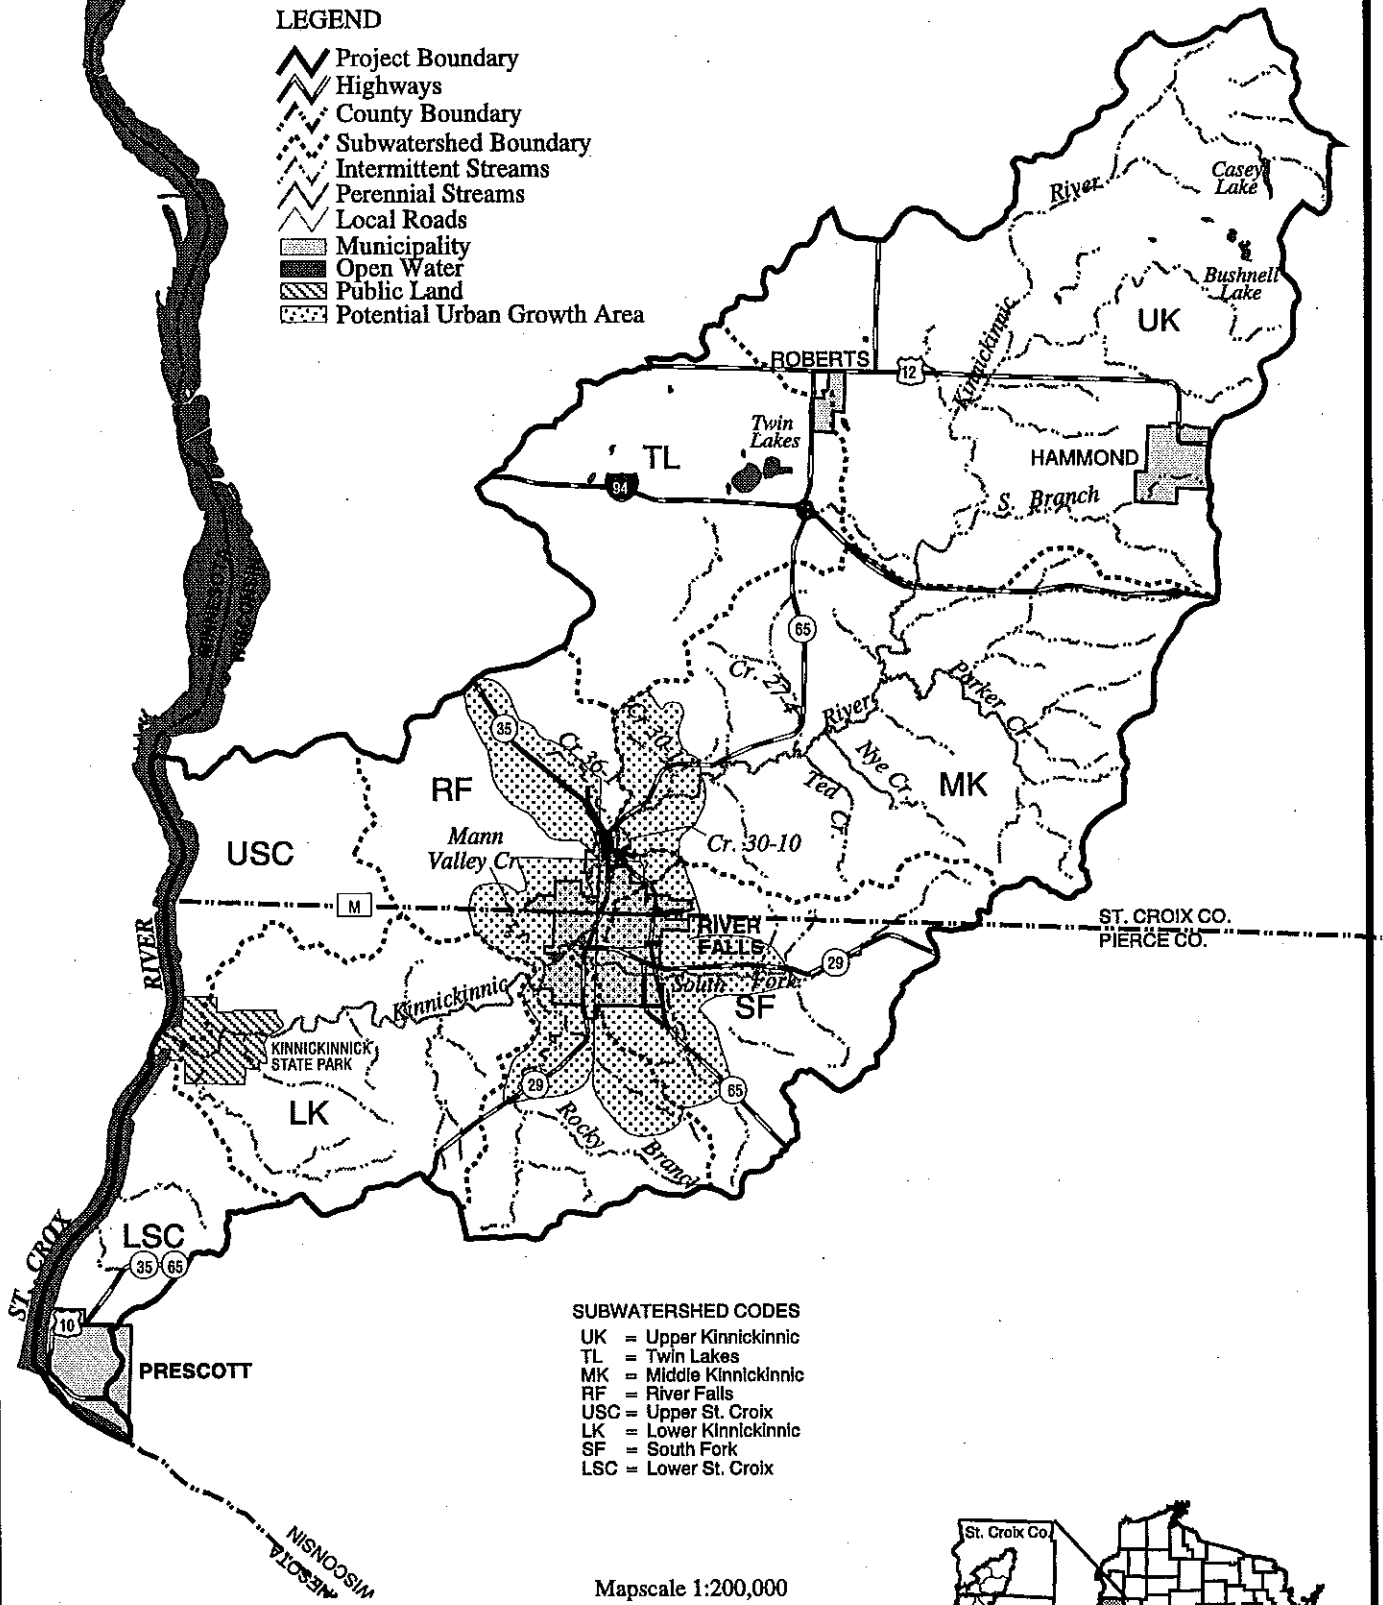 LEGEND
Project Boundary
Highways
County Boundary
Subwatershed Boundary
Intermittent Streams
Perennial Streams
Local Roads
Municipality
Open Water
Public Land
Potential Urban Growth Area
River
Casey
Lake
Bushnell
Lake
UK
Kinnickinnic
ROBERTS
12
Twin
Lakes
TL
94
HAMMOND
S. Branch
MINNESOTA
WISCONSIN
65
Cr. 27-4
Parker Cr.
River
35
Cr. 36-1
Nye Cr.
Ted Cr.
MK
RF
Mann
Valley Cr.
Cr. 30-10
USC
M
RIVER
FALLS
ST. CROIX CO.
PIERCE CO.
29
South Fork
SF
RIVER
Kinnickinnic
KINNICKINNICK
STATE PARK
29
65
LK
Rocky Branch
ST. CROIX
LSC
35
65
10
PRESCOTT
SUBWATERSHED CODES
UK = Upper Kinnickinnic
TL = Twin Lakes
MK = Middle Kinnickinnic
RF = River Falls
USC = Upper St. Croix
LK = Lower Kinnickinnic
SF = South Fork
LSC = Lower St. Croix
WISCONSIN
St. Croix Co.
Mapscale 1:200,000